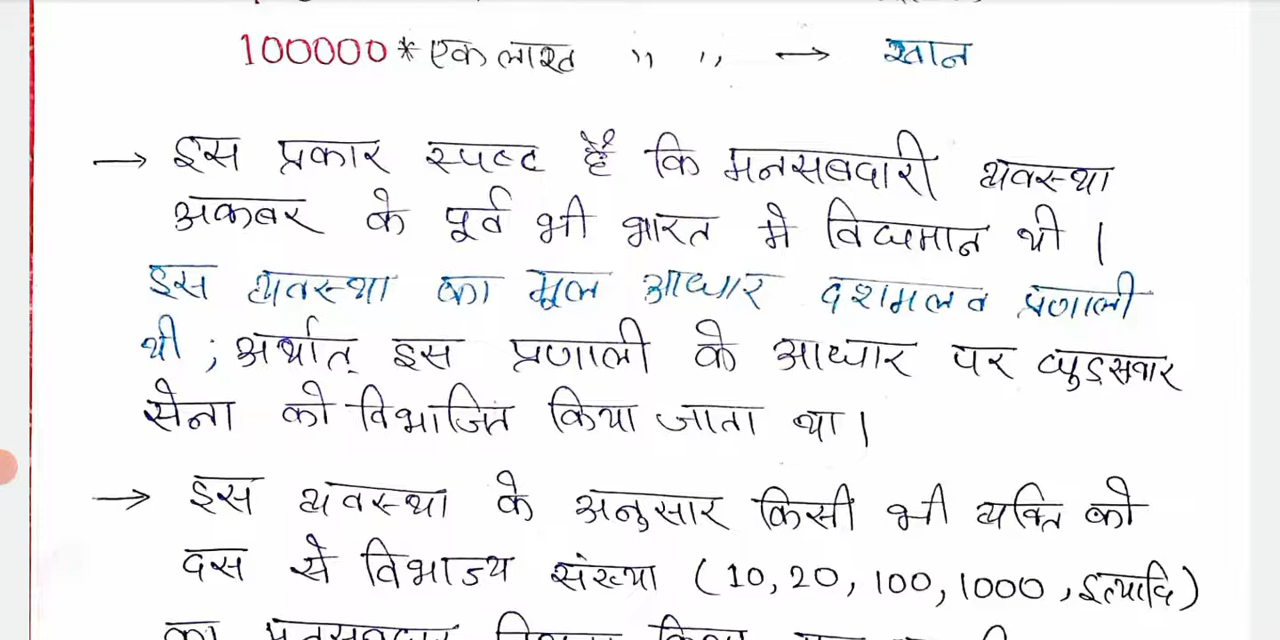 100000 * एक लाख " " → खान
→ इस प्रकार स्पष्ट है कि मनसबदारी व्यवस्था
अकबर के पूर्व भी भारत मे विद्यमान थी |
इस व्यवस्था का मूल आधार दशमलव प्रणाली
थी ; अर्थात् इस प्रणाली के आधार पर घुड़सवार
सेना को विभाजित किया जाता था |
→ इस व्यवस्था के अनुसार किसी भी व्यक्ति को
दस से विभाज्य संख्या (10, 20, 100, 1000, इत्यादि)